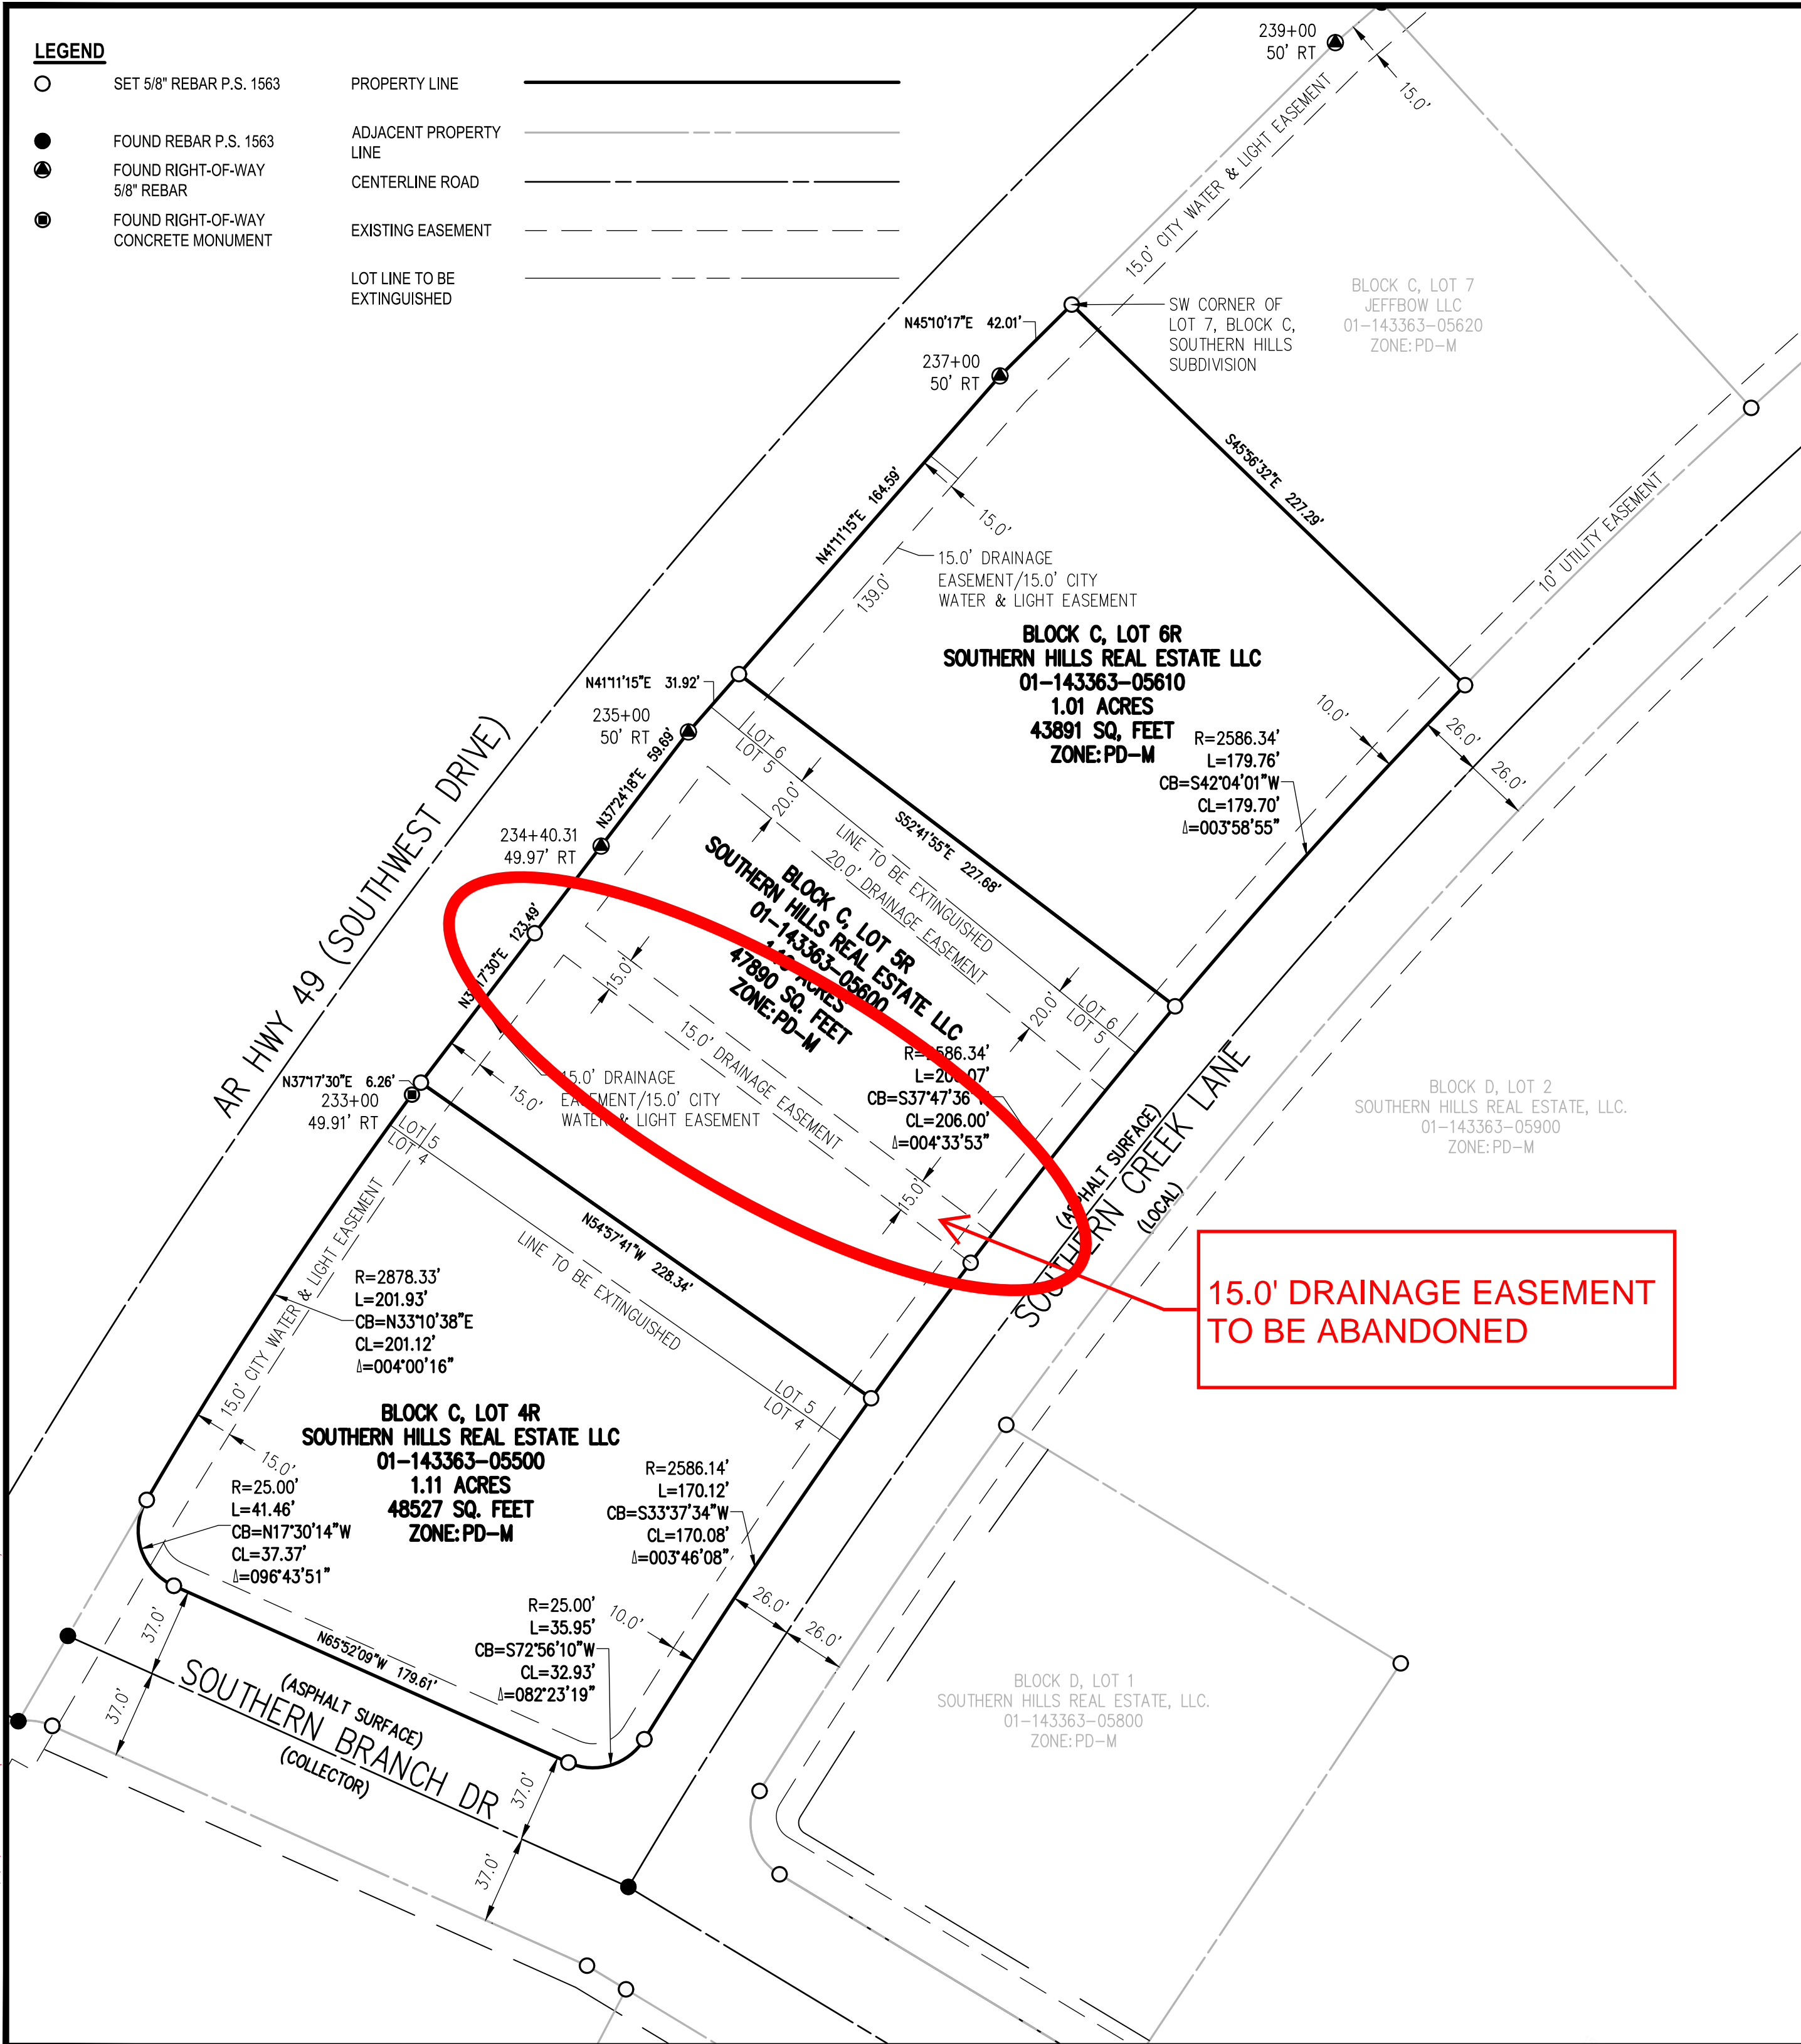 LEGEND
SET 5/8" REBAR P.S. 1563
FOUND REBAR P.S. 1563
FOUND RIGHT-OF-WAY
5/8" REBAR
FOUND RIGHT-OF-WAY
CONCRETE MONUMENT
PROPERTY LINE
ADJACENT PROPERTY
LINE
CENTERLINE ROAD
EXISTING EASEMENT
LOT LINE TO BE
EXTINGUISHED
239+00
50' RT
15.0'
15.0' CITY WATER & LIGHT EASEMENT
BLOCK C, LOT 7
JEFFBOW LLC
01-143363-05620
ZONE: PD-M
SW CORNER OF
LOT 7, BLOCK C,
SOUTHERN HILLS
SUBDIVISION
N45°10'17"E 42.01'
237+00
50' RT
S45°56'32"E 227.29'
10' UTILITY EASEMENT
N41°11'15"E 164.59'
15.0'
139.0'
15.0' DRAINAGE
EASEMENT/15.0' CITY
WATER & LIGHT EASEMENT
BLOCK C, LOT 6R
SOUTHERN HILLS REAL ESTATE LLC
01-143363-05610
1.01 ACRES
43891 SQ, FEET
ZONE: PD-M
R=2586.34'
L=179.76'
CB=S42°04'01"W
CL=179.70'
Δ=003°58'55"
10.0'
26.0'
26.0'
N41°11'15"E 31.92'
235+00
50' RT
N37°24'18"E 59.69'
234+40.31
49.97' RT
LOT 6
LOT 5
20.0'
S52°41'55"E 227.68'
LINE TO BE EXTINGUISHED
20.0' DRAINAGE EASEMENT
BLOCK C, LOT 5R
SOUTHERN HILLS REAL ESTATE LLC
01-143363-05600
ACRES
47890 SQ. FEET
ZONE: PD-M
20.0'
LOT 6
LOT 5
AR HWY 49 (SOUTHWEST DRIVE)
123.49'
15.0'
15.0' DRAINAGE EASEMENT
15.0'
R=2586.34'
CB=S37°47'36"W
CL=206.00'
Δ=004°33'53"
15.0' DRAINAGE
EASEMENT/15.0' CITY
WATER & LIGHT EASEMENT
15.0'
N37°17'30"E 6.26'
233+00
49.91' RT
LOT 5
LOT 4
(ASPHALT SURFACE)
SOUTHERN CREEK LANE
(LOCAL)
BLOCK D, LOT 2
SOUTHERN HILLS REAL ESTATE, LLC.
01-143363-05900
ZONE: PD-M
15.0' DRAINAGE EASEMENT
TO BE ABANDONED
N54°57'41"W 228.34'
LINE TO BE EXTINGUISHED
LOT 5
LOT 4
15.0' CITY WATER & LIGHT EASEMENT
R=2878.33'
L=201.93'
CB=N33°10'38"E
CL=201.12'
Δ=004°00'16"
15.0'
BLOCK C, LOT 4R
SOUTHERN HILLS REAL ESTATE LLC
01-143363-05500
1.11 ACRES
48527 SQ. FEET
ZONE: PD-M
R=25.00'
L=41.46'
CB=N17°30'14"W
CL=37.37'
Δ=096°43'51"
R=2586.14'
L=170.12'
CB=S33°37'34"W
CL=170.08'
Δ=003°46'08"
R=25.00'
L=35.95'
CB=S72°56'10"W
CL=32.93'
Δ=082°23'19"
10.0'
26.0'
26.0'
37.0'
37.0'
N65°52'09"W 179.61'
(ASPHALT SURFACE)
SOUTHERN BRANCH DR
(COLLECTOR)
37.0'
37.0'
BLOCK D, LOT 1
SOUTHERN HILLS REAL ESTATE, LLC.
01-143363-05800
ZONE: PD-M